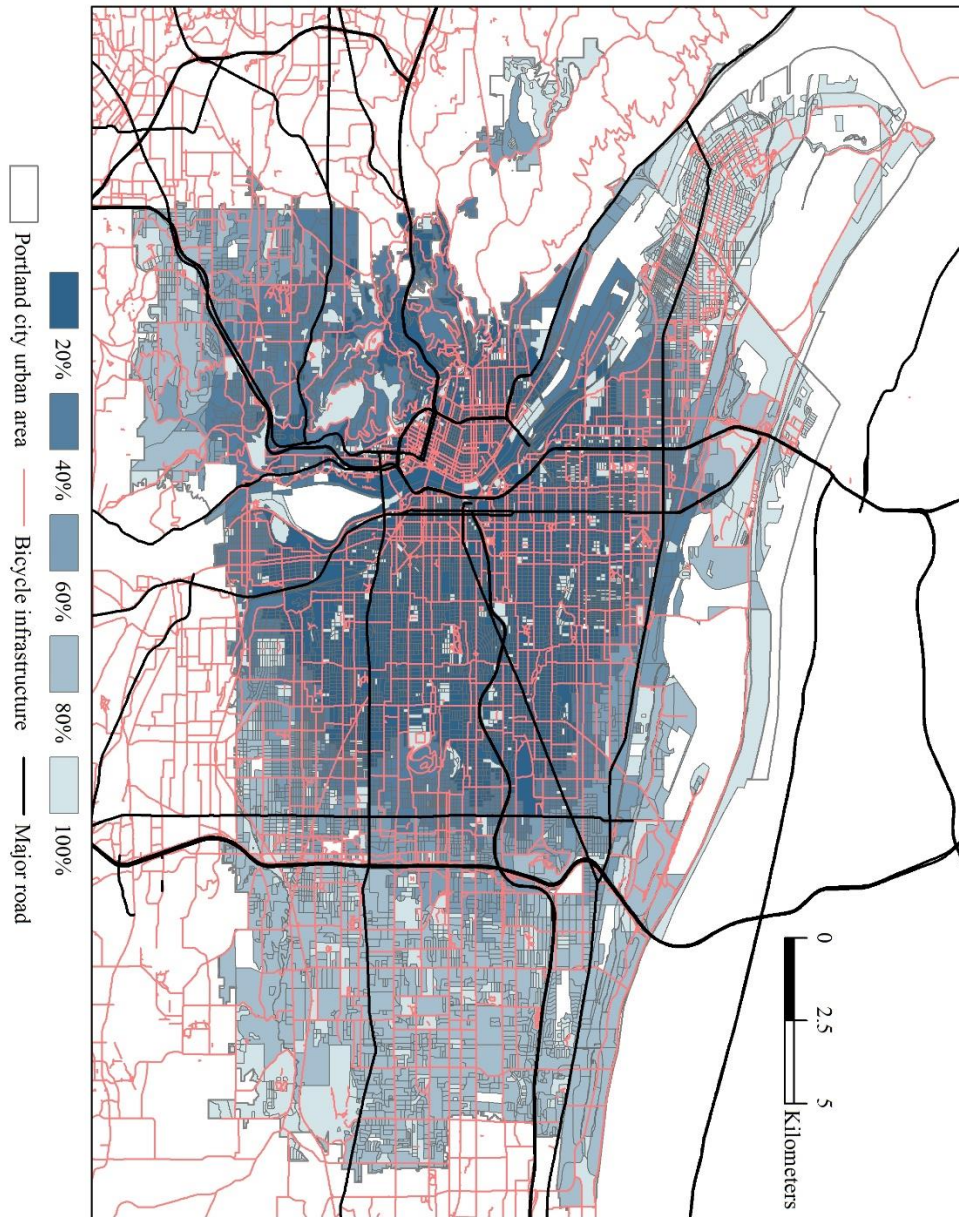 0 2.5 5
Kilometers
20% 40% 60% 80% 100%
Portland city urban area Bicycle infrastructure Major road